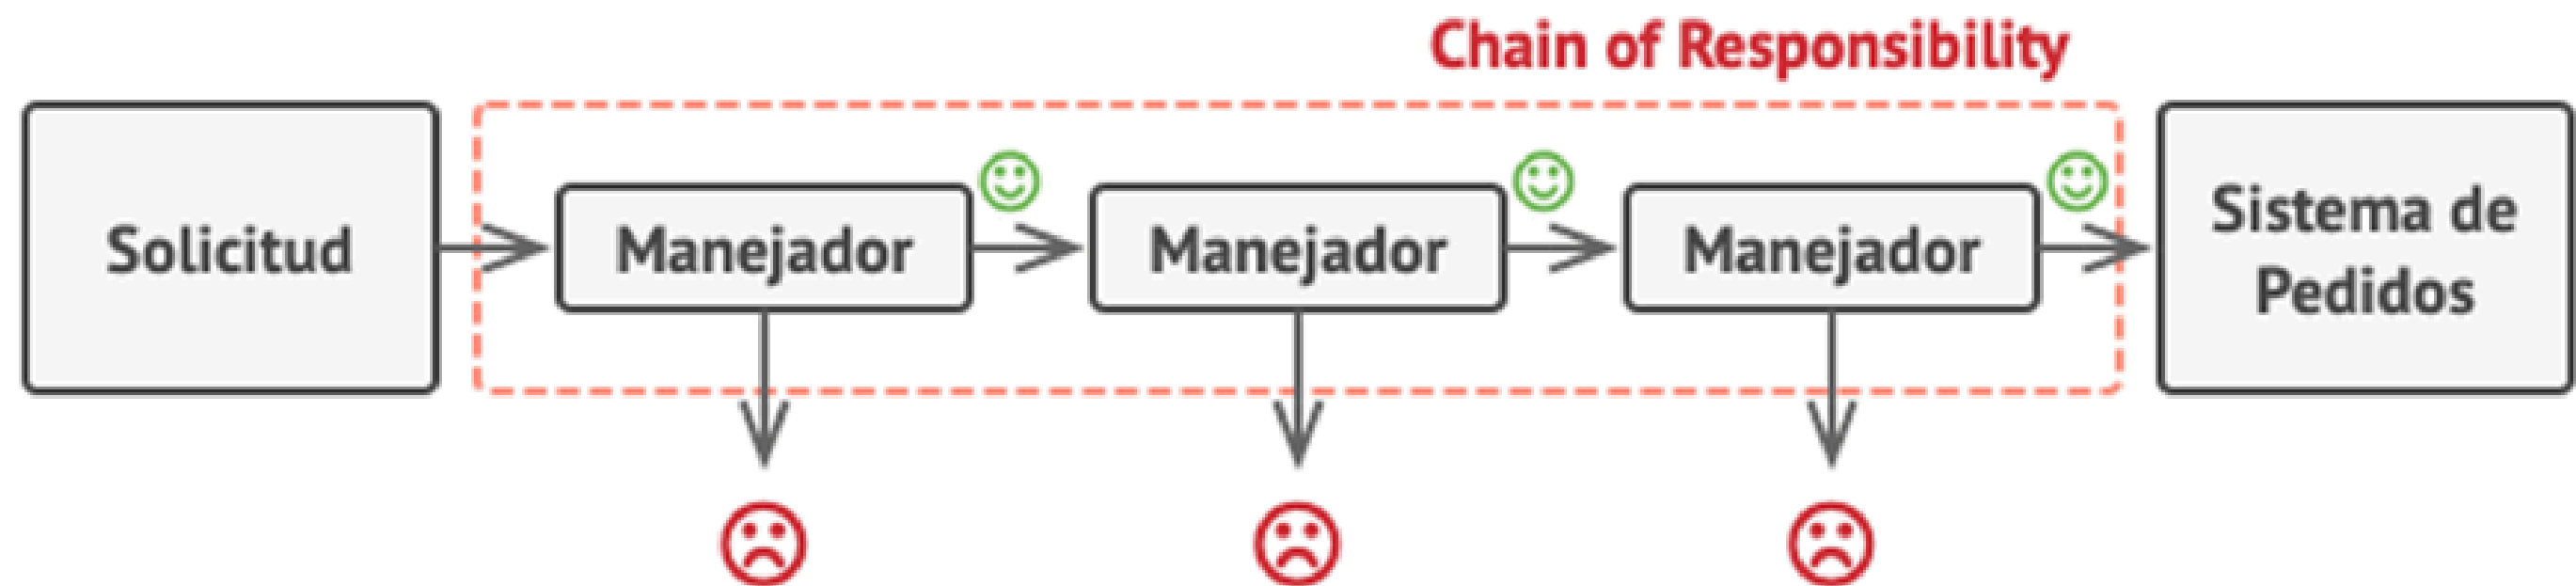 Chain of Responsibility
Solicitud
Manejador
Manejador
Manejador
Sistema de
Pedidos